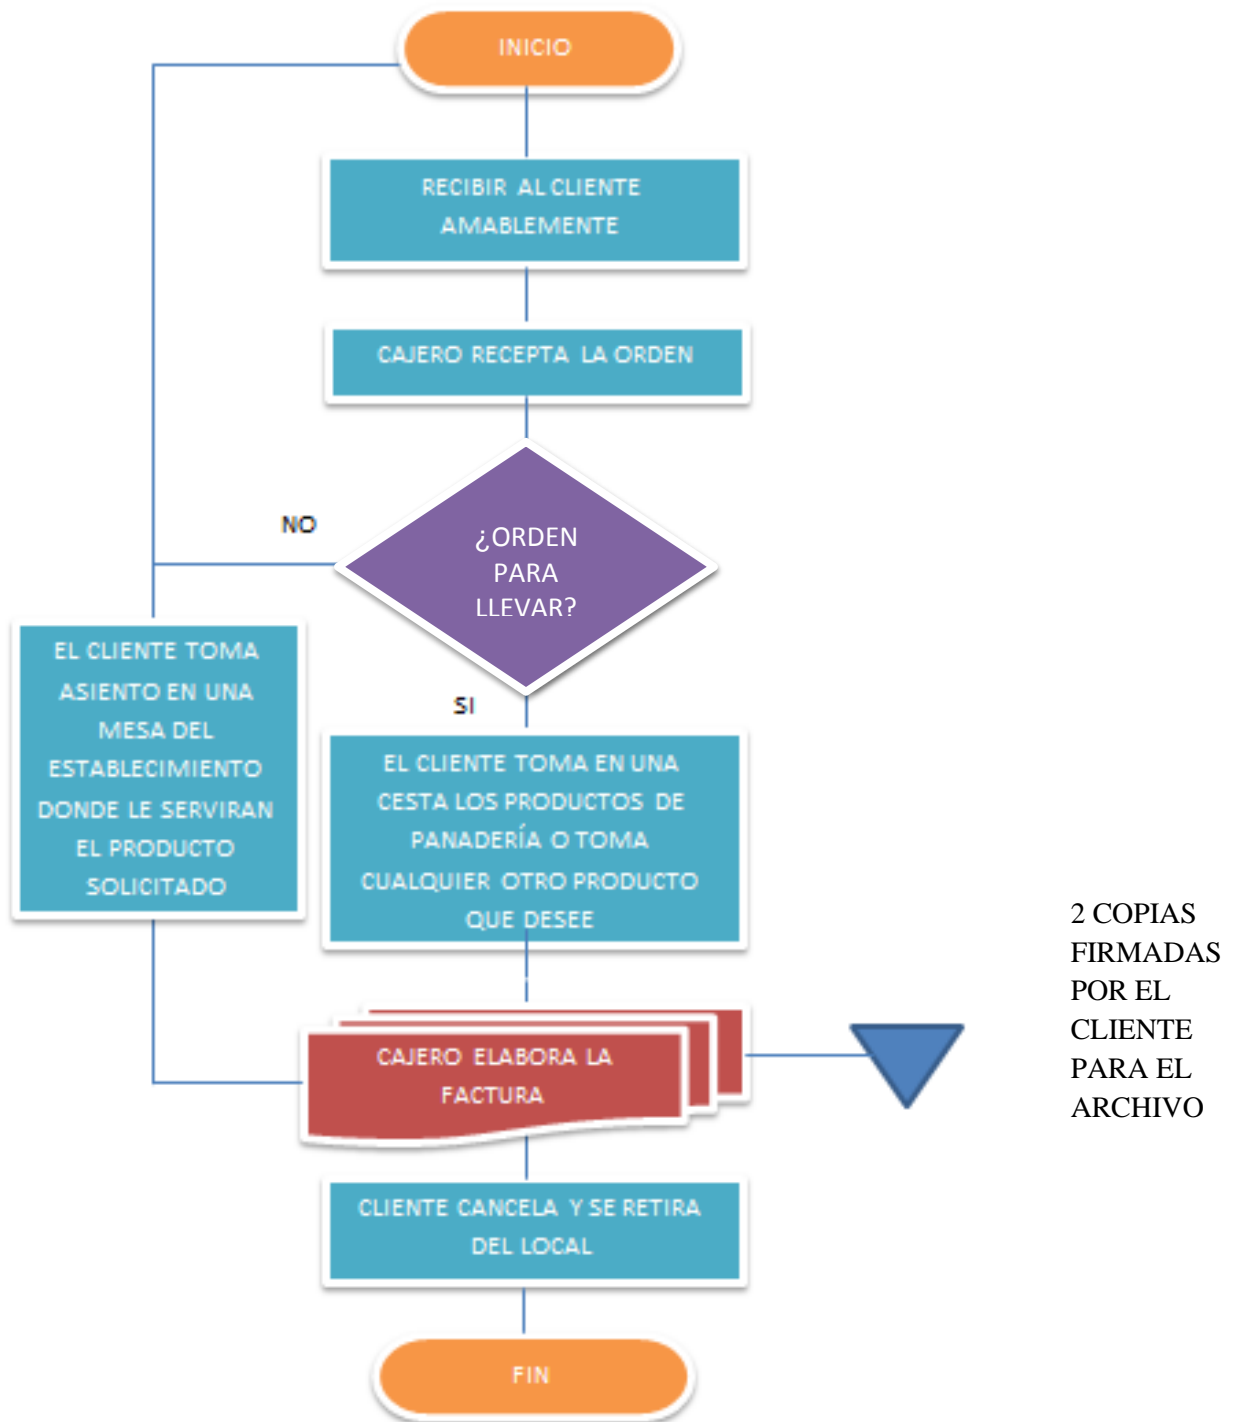 INICIO
RECIBIR AL CLIENTE
AMABLEMENTE
CAJERO RECEPTA LA ORDEN
NO
¿ORDEN
PARA
LLEVAR?
SI
EL CLIENTE TOMA
ASIENTO EN UNA
MESA DEL
ESTABLECIMIENTO
DONDE LE SERVIRAN
EL PRODUCTO
SOLICITADO
EL CLIENTE TOMA EN UNA
CESTA LOS PRODUCTOS DE
PANADERÍA O TOMA
CUALQUIER OTRO PRODUCTO
QUE DESEE
2 COPIAS
FIRMADAS
POR EL
CLIENTE
PARA EL
ARCHIVO
CAJERO ELABORA LA
FACTURA
CLIENTE CANCELA Y SE RETIRA
DEL LOCAL
FIN